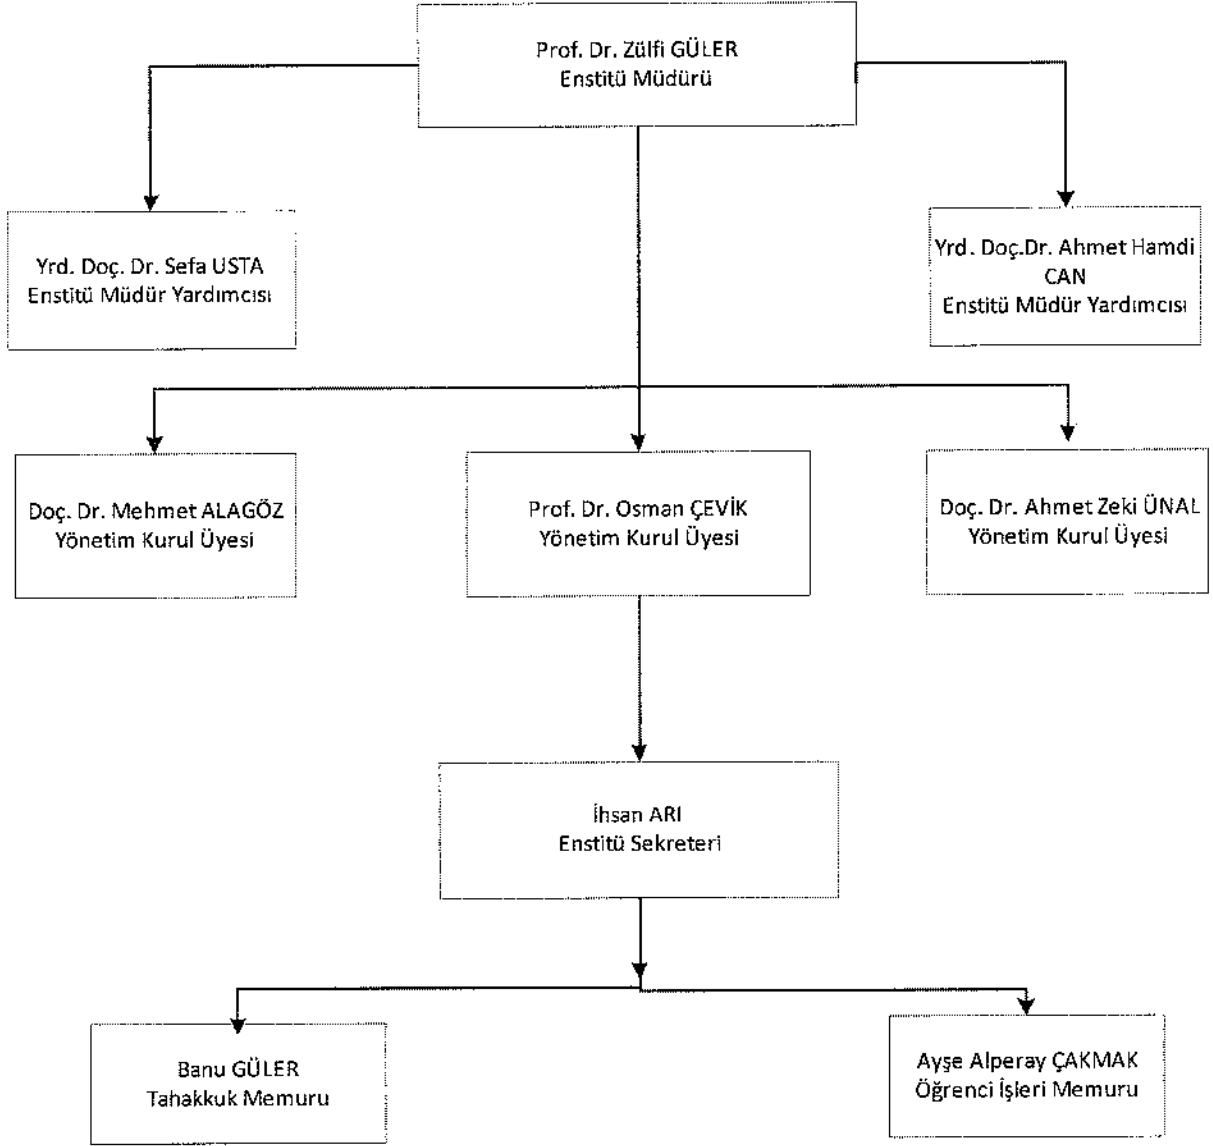 Prof. Dr. Zülfi GÜLER
Enstitü Müdürü
Yrd. Doç. Dr. Sefa USTA
Enstitü Müdür Yardımcısı
Yrd. Doç.Dr. Ahmet Hamdi
CAN
Enstitü Müdür Yardımcısı
Doç. Dr. Mehmet ALAGÖZ
Yönetim Kurul Üyesi
Prof. Dr. Osman ÇEVİK
Yönetim Kurul Üyesi
Doç. Dr. Ahmet Zeki ÜNAL
Yönetim Kurul Üyesi
İhsan ARI
Enstitü Sekreteri
Banu GÜLER
Tahakkuk Memuru
Ayşe Alperay ÇAKMAK
Öğrenci İşleri Memuru